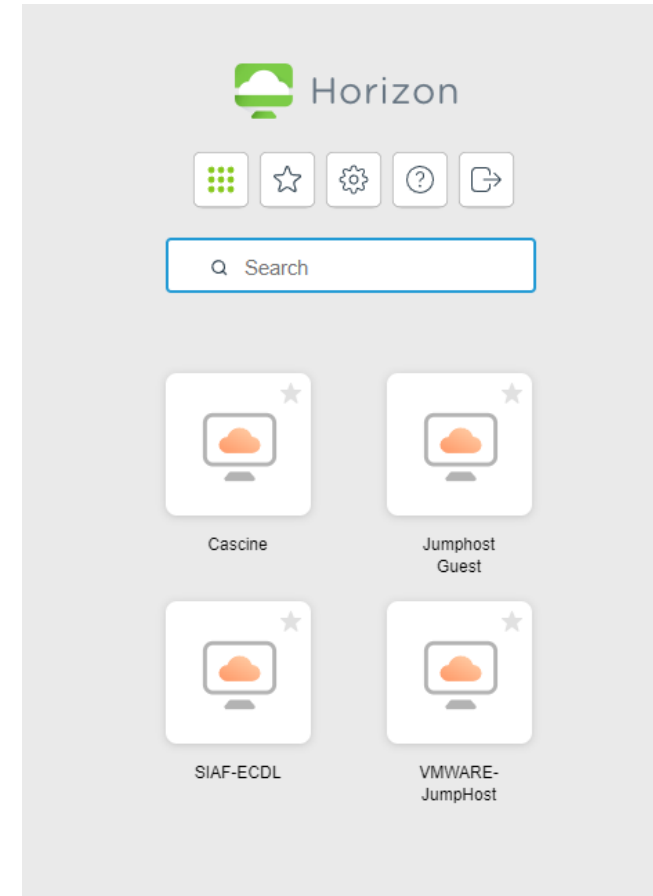 Horizon
Search
Cascine
Jumphost
Guest
SIAF-ECDL
VMWARE-
JumpHost